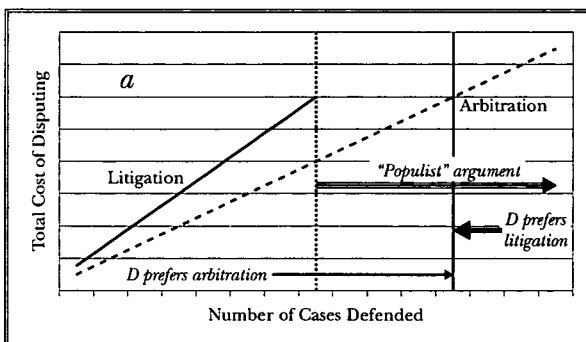 a
Total Cost of Disputing
Litigation
Arbitration
"Populist" argument
D prefers
litigation
D prefers arbitration
Number of Cases Defended